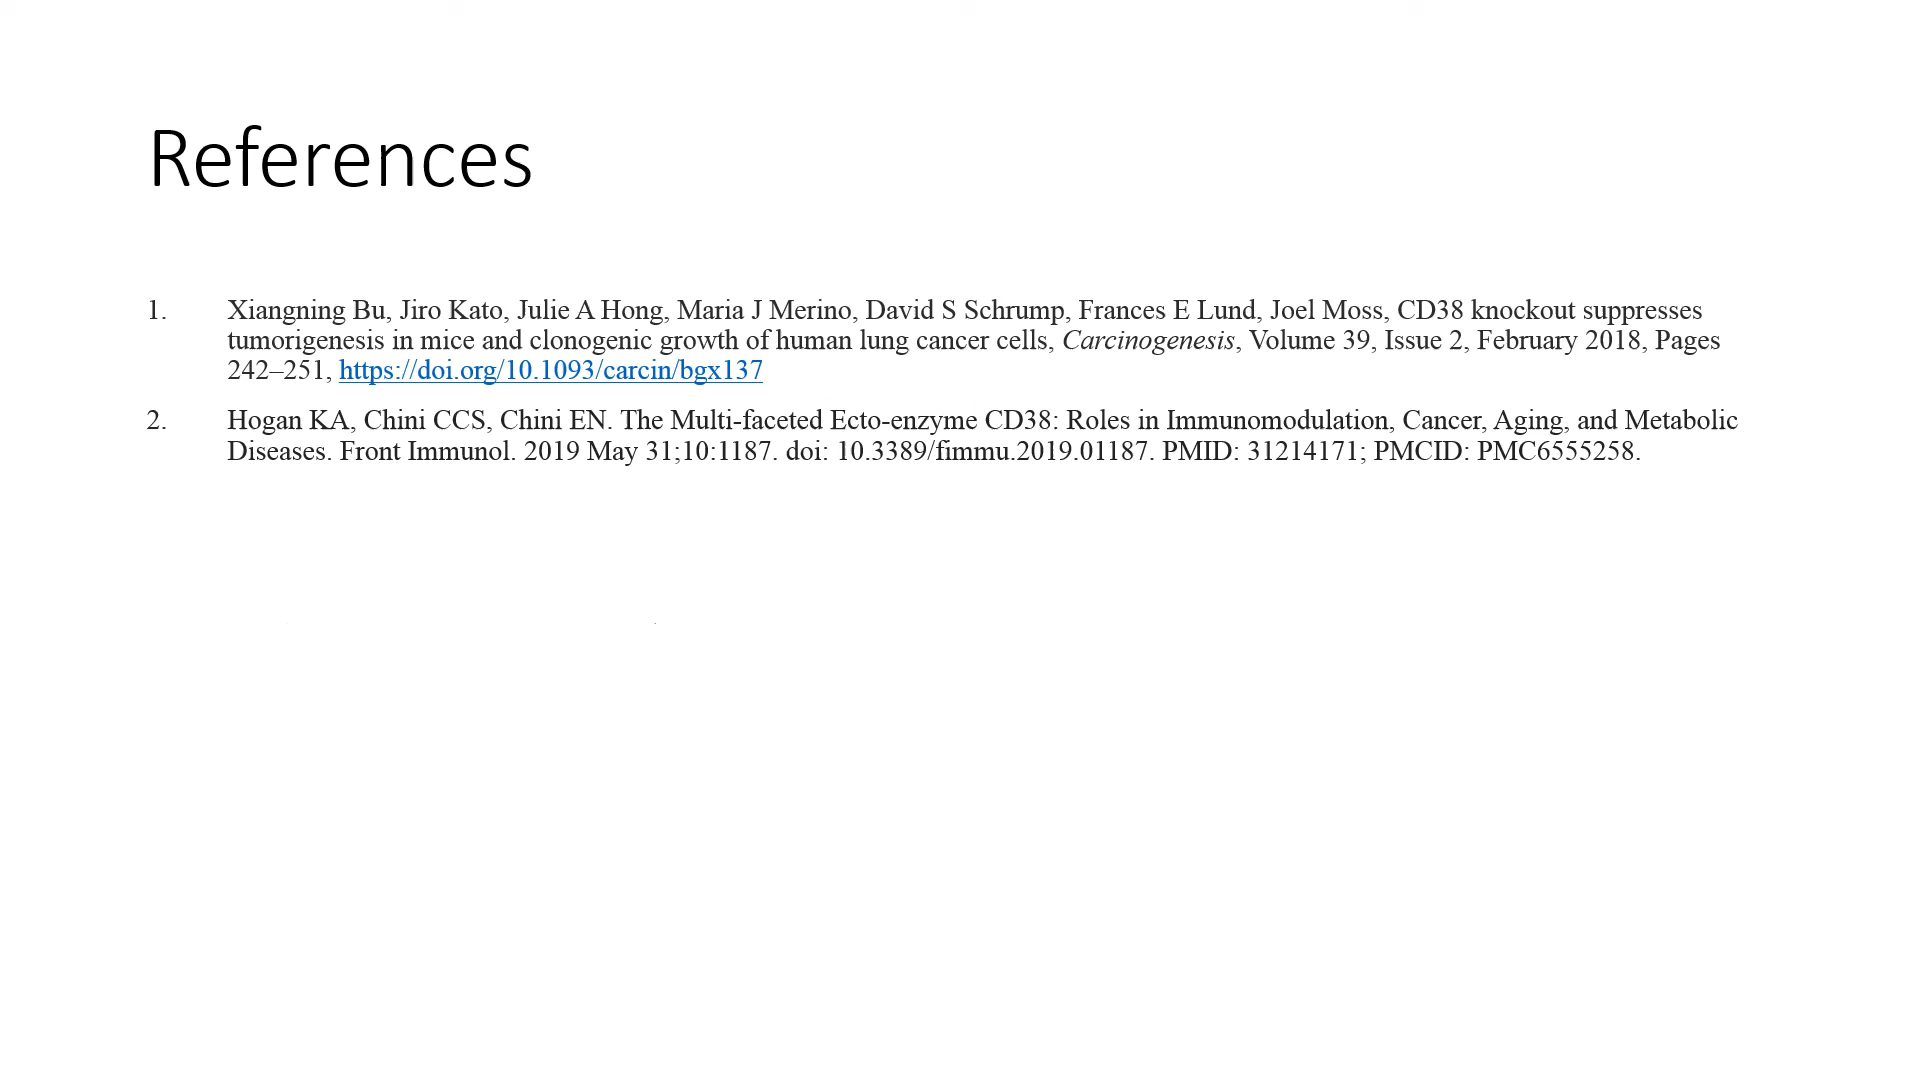 References
1. Xiangning Bu, Jiro Kato, Julie A Hong, Maria J Merino, David S Schrump, Frances E Lund, Joel Moss, CD38 knockout suppresses
tumorigenesis in mice and clonogenic growth of human lung cancer cells, Carcinogenesis, Volume 39, Issue 2, February 2018, Pages
242–251, https://doi.org/10.1093/carcin/bgx137
2. Hogan KA, Chini CCS, Chini EN. The Multi-faceted Ecto-enzyme CD38: Roles in Immunomodulation, Cancer, Aging, and Metabolic
Diseases. Front Immunol. 2019 May 31;10:1187. doi: 10.3389/fimmu.2019.01187. PMID: 31214171; PMCID: PMC6555258.